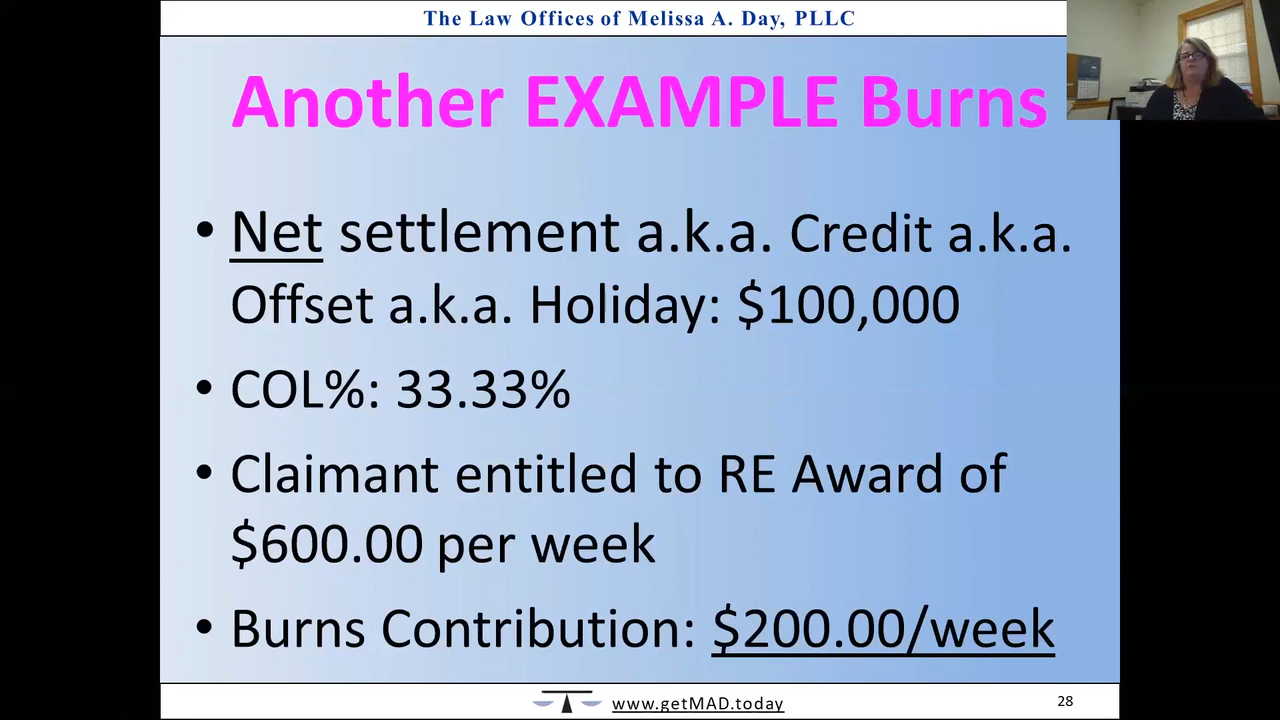 The Law Offices of Melissa A. Day, PLLC
Another EXAMPLE Burns
• Net settlement a.k.a. Credit a.k.a.
Offset a.k.a. Holiday: $100,000
• COL%: 33.33%
• Claimant entitled to RE Award of
$600.00 per week
• Burns Contribution: $200.00/week
www.getMAD.today
28